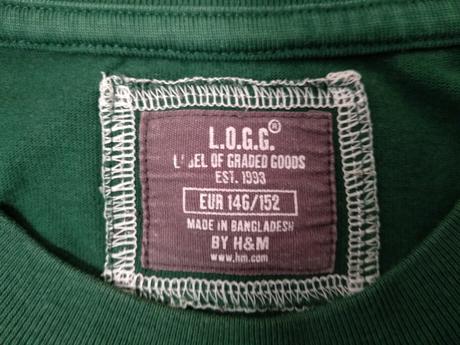 L.O.G.G.®
LABEL OF GRADED GOODS
EST. 1993
EUR 146/152
MADE IN BANGLADESH
BY H&M
www.hm.com